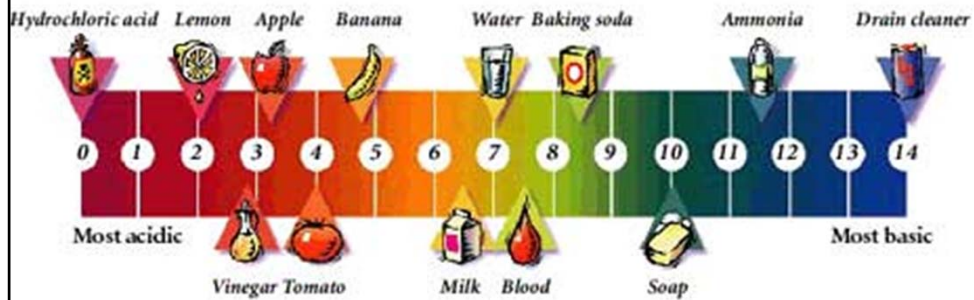 Hydrochloric acid Lemon Apple Banana Water Baking soda Ammonia Drain cleaner
0 1 2 3 4 5 6 7 8 9 10 11 12 13 14
Most acidic Most basic
Vinegar Tomato Milk Blood Soap